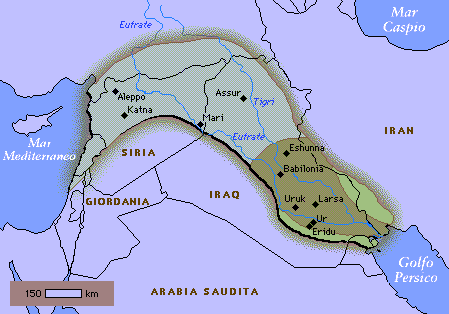 Mar
Caspio
Eufrate
Aleppo
Assur
Katna
Tigri
Mari
Eufrate
IRAN
Mar
Mediterraneo
SIRIA
Eshunna
Babilonia
GIORDANIA
IRAQ
Uruk
Larsa
Ur
Eridu
Golfo
Persico
150 km
ARABIA SAUDITA